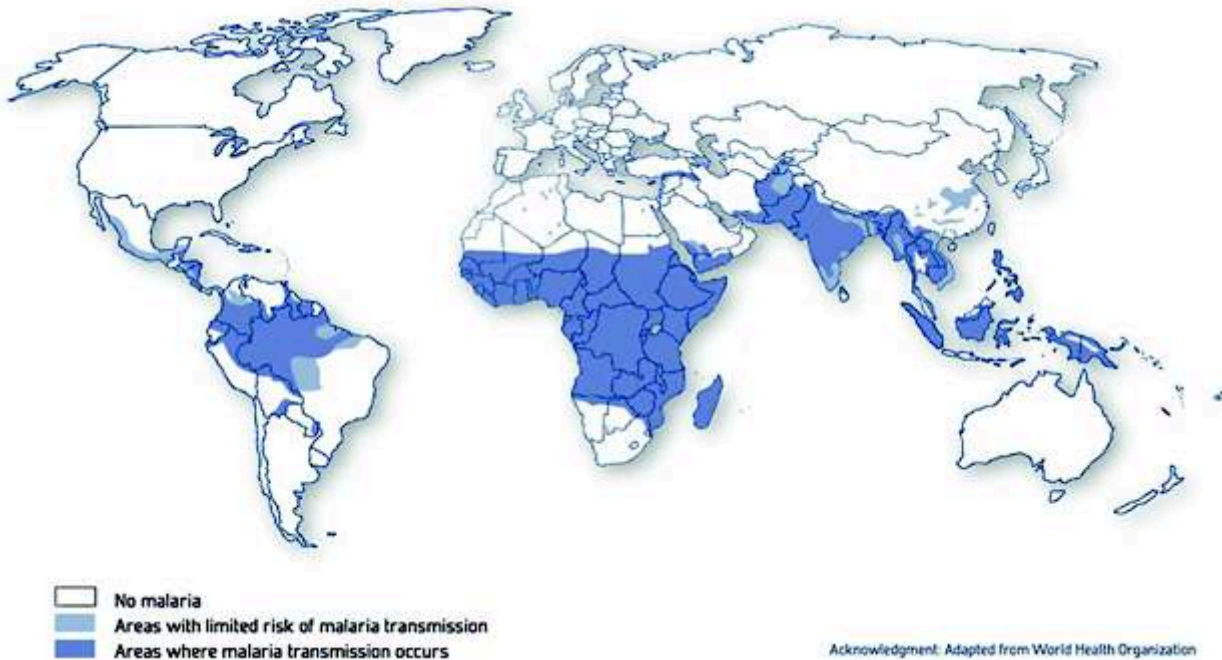 No malaria
Areas with limited risk of malaria transmission
Areas where malaria transmission occurs
Acknowledgment: Adapted from World Health Organization